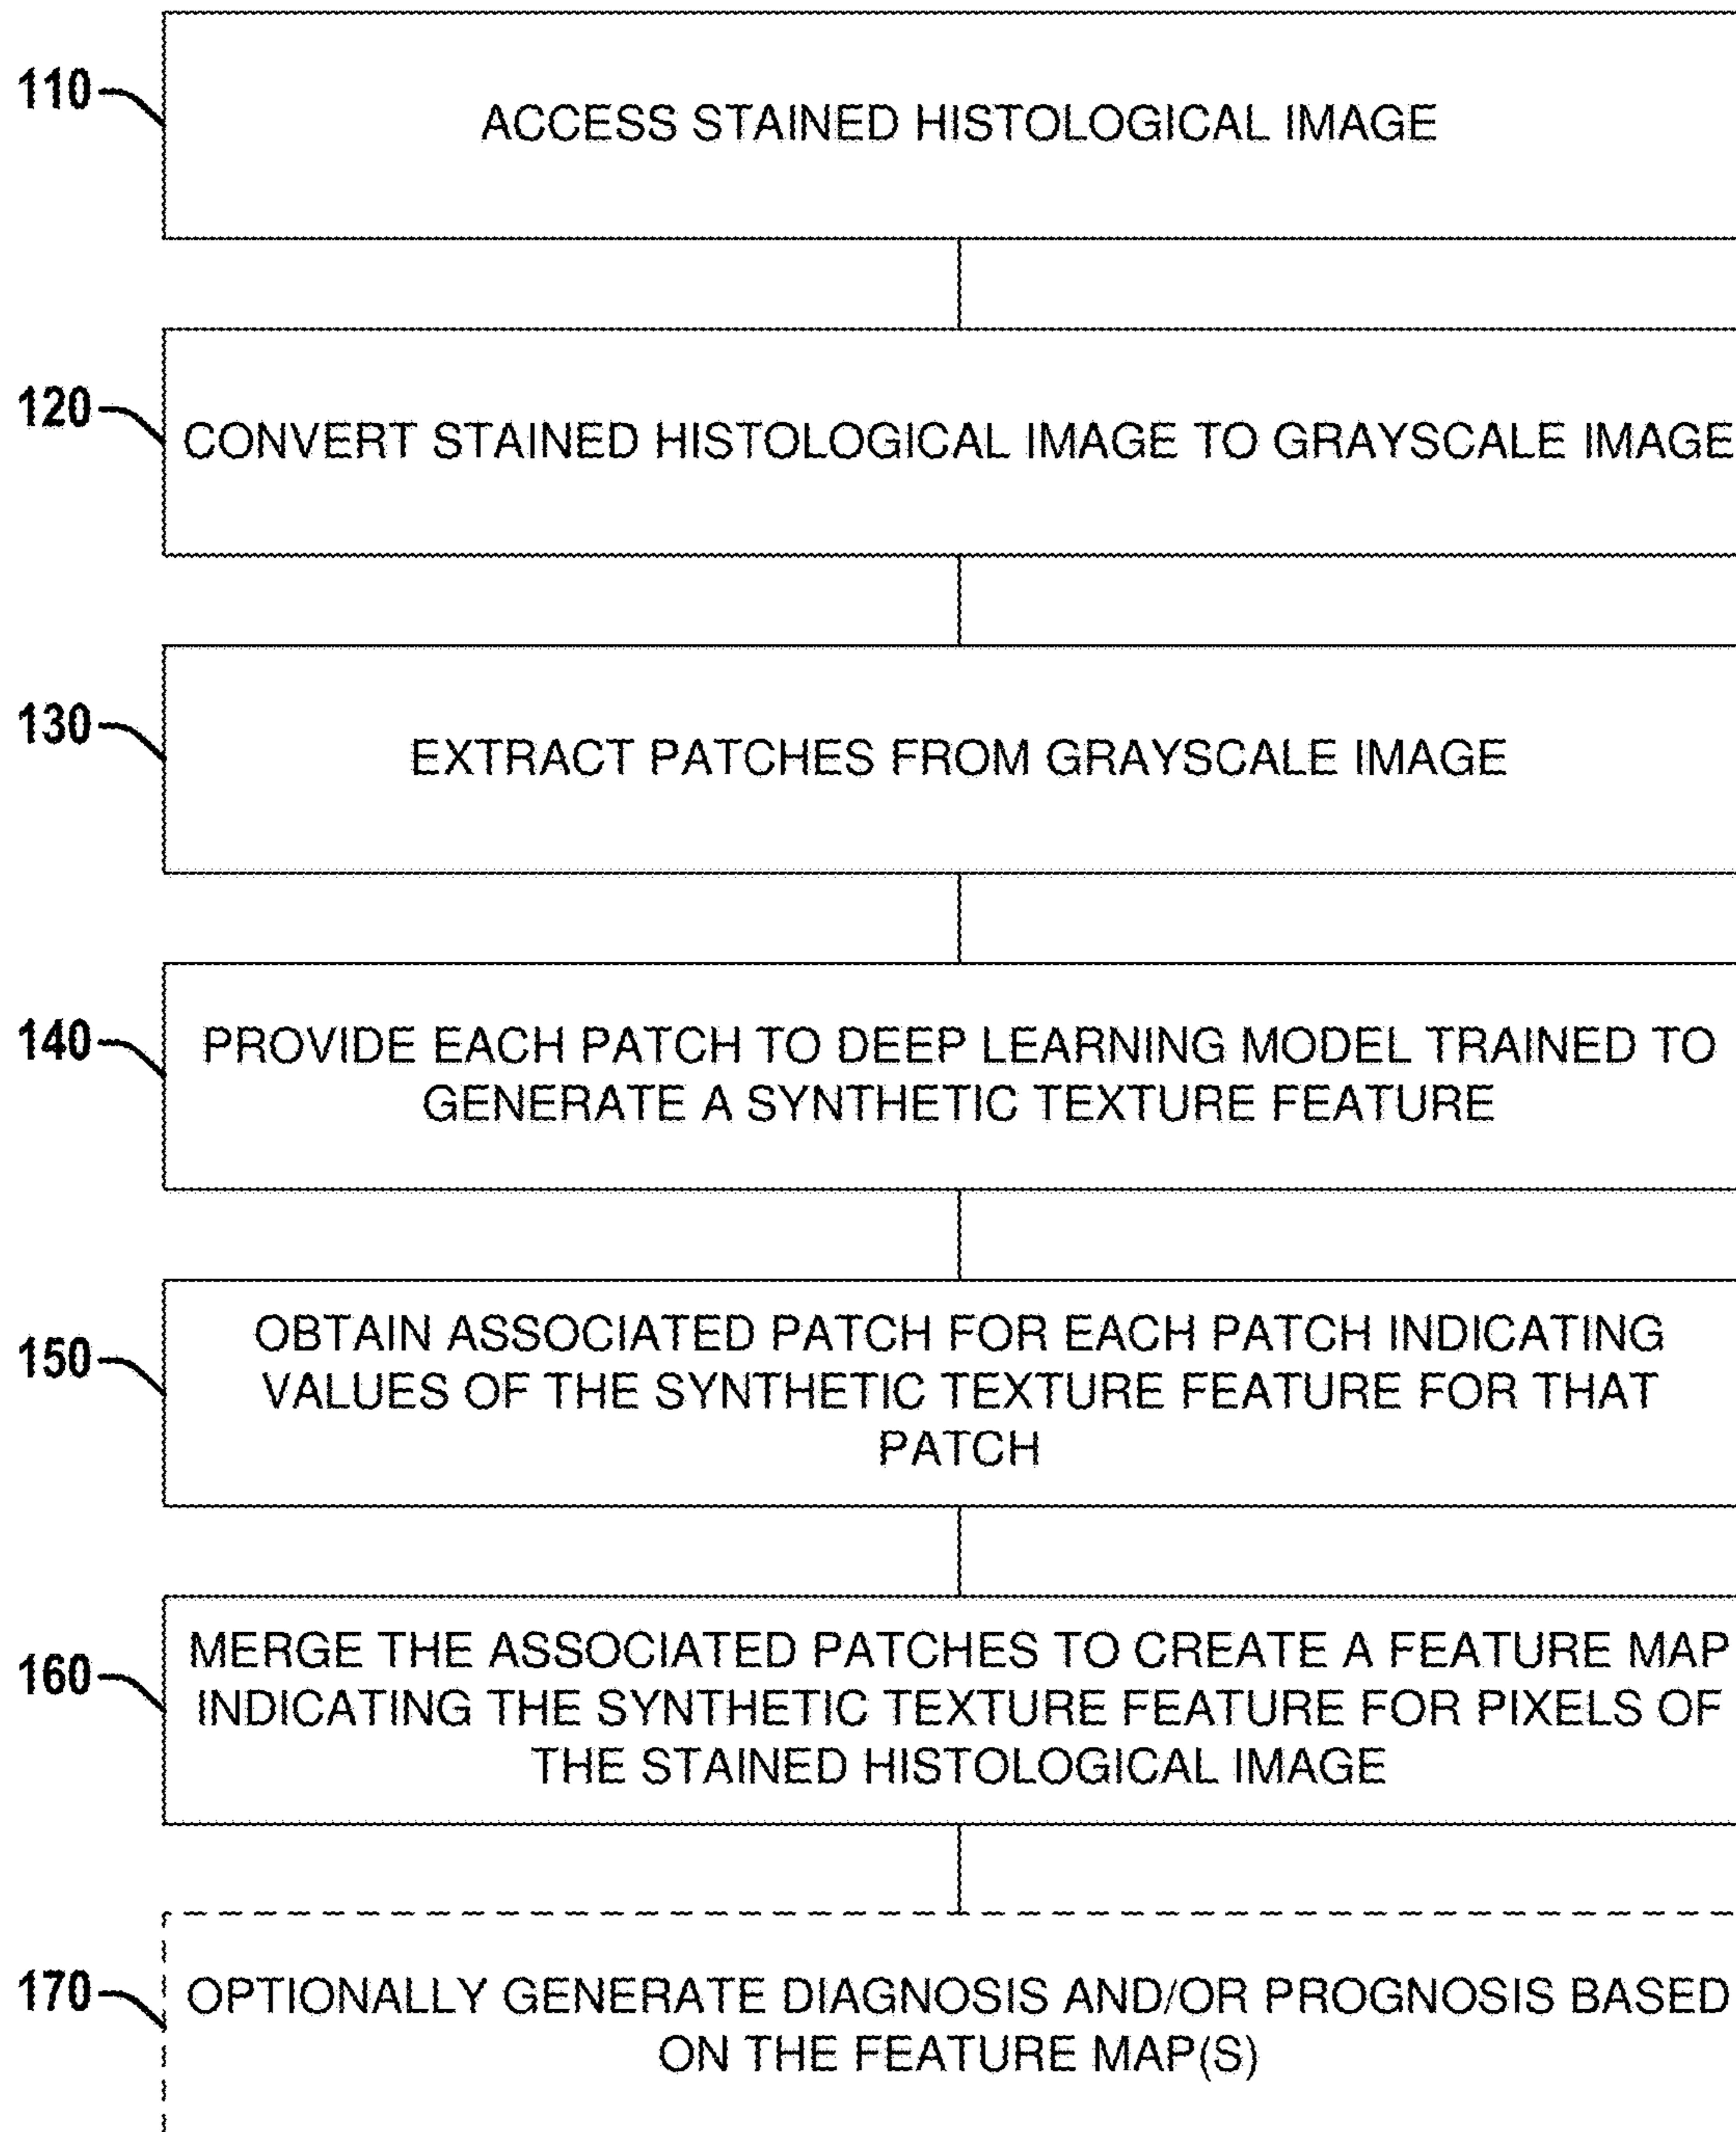 110
ACCESS STAINED HISTOLOGICAL IMAGE
120
CONVERT STAINED HISTOLOGICAL IMAGE TO GRAYSCALE IMAGE
130
EXTRACT PATCHES FROM GRAYSCALE IMAGE
140
PROVIDE EACH PATCH TO DEEP LEARNING MODEL TRAINED TO
GENERATE A SYNTHETIC TEXTURE FEATURE
150
OBTAIN ASSOCIATED PATCH FOR EACH PATCH INDICATING
VALUES OF THE SYNTHETIC TEXTURE FEATURE FOR THAT
PATCH
160
MERGE THE ASSOCIATED PATCHES TO CREATE A FEATURE MAP
INDICATING THE SYNTHETIC TEXTURE FEATURE FOR PIXELS OF
THE STAINED HISTOLOGICAL IMAGE
170
OPTIONALLY GENERATE DIAGNOSIS AND/OR PROGNOSIS BASED
ON THE FEATURE MAP(S)